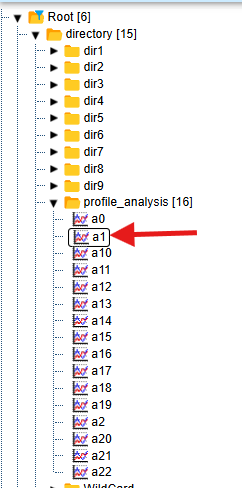 Root [6]
directory [15]
dir1
dir2
dir3
dir4
dir5
dir6
dir7
dir8
dir9
profile_analysis [16]
a0
a1
a10
a11
a12
a13
a14
a15
a16
a17
a18
a19
a2
a20
a21
a22
WildCard